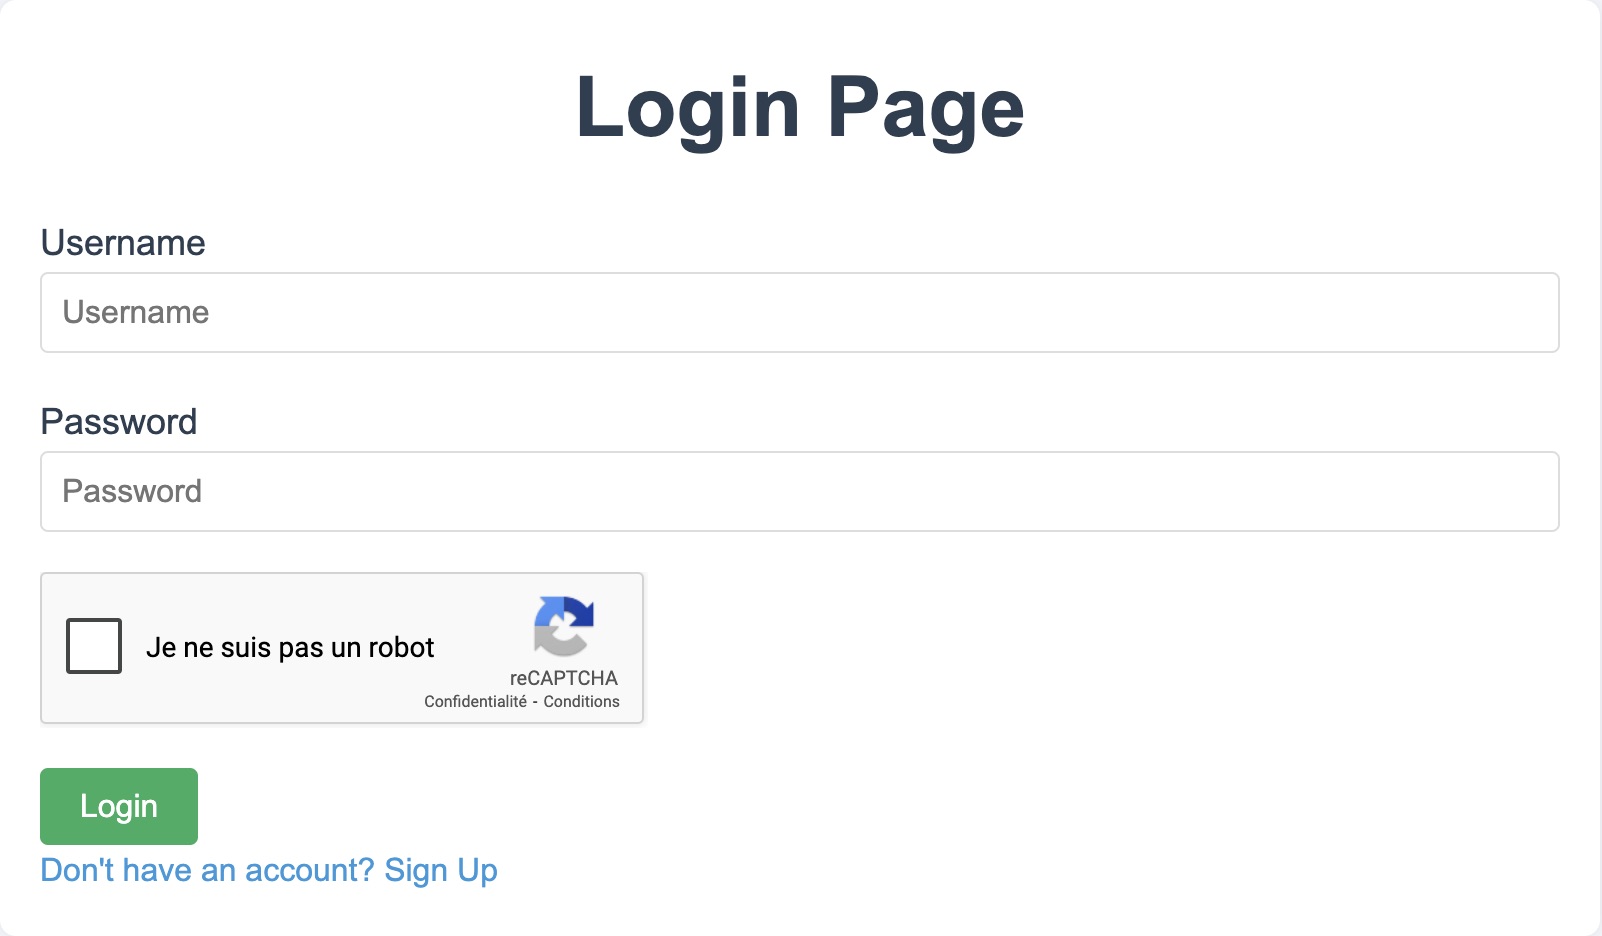 Login Page
Username
Username
Password
Password
Je ne suis pas un robot
reCAPTCHA
Confidentialité - Conditions
Login
Don't have an account? Sign Up